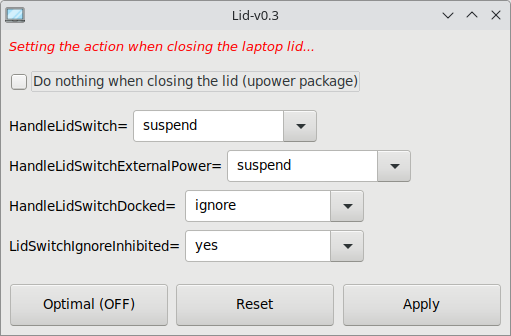 Lid-v0.3
Setting the action when closing the laptop lid...
Do nothing when closing the lid (upower package)
HandleLidSwitch= suspend
HandleLidSwitchExternalPower= suspend
HandleLidSwitchDocked= ignore
LidSwitchIgnoreInhibited= yes
Optimal (OFF) Reset Apply